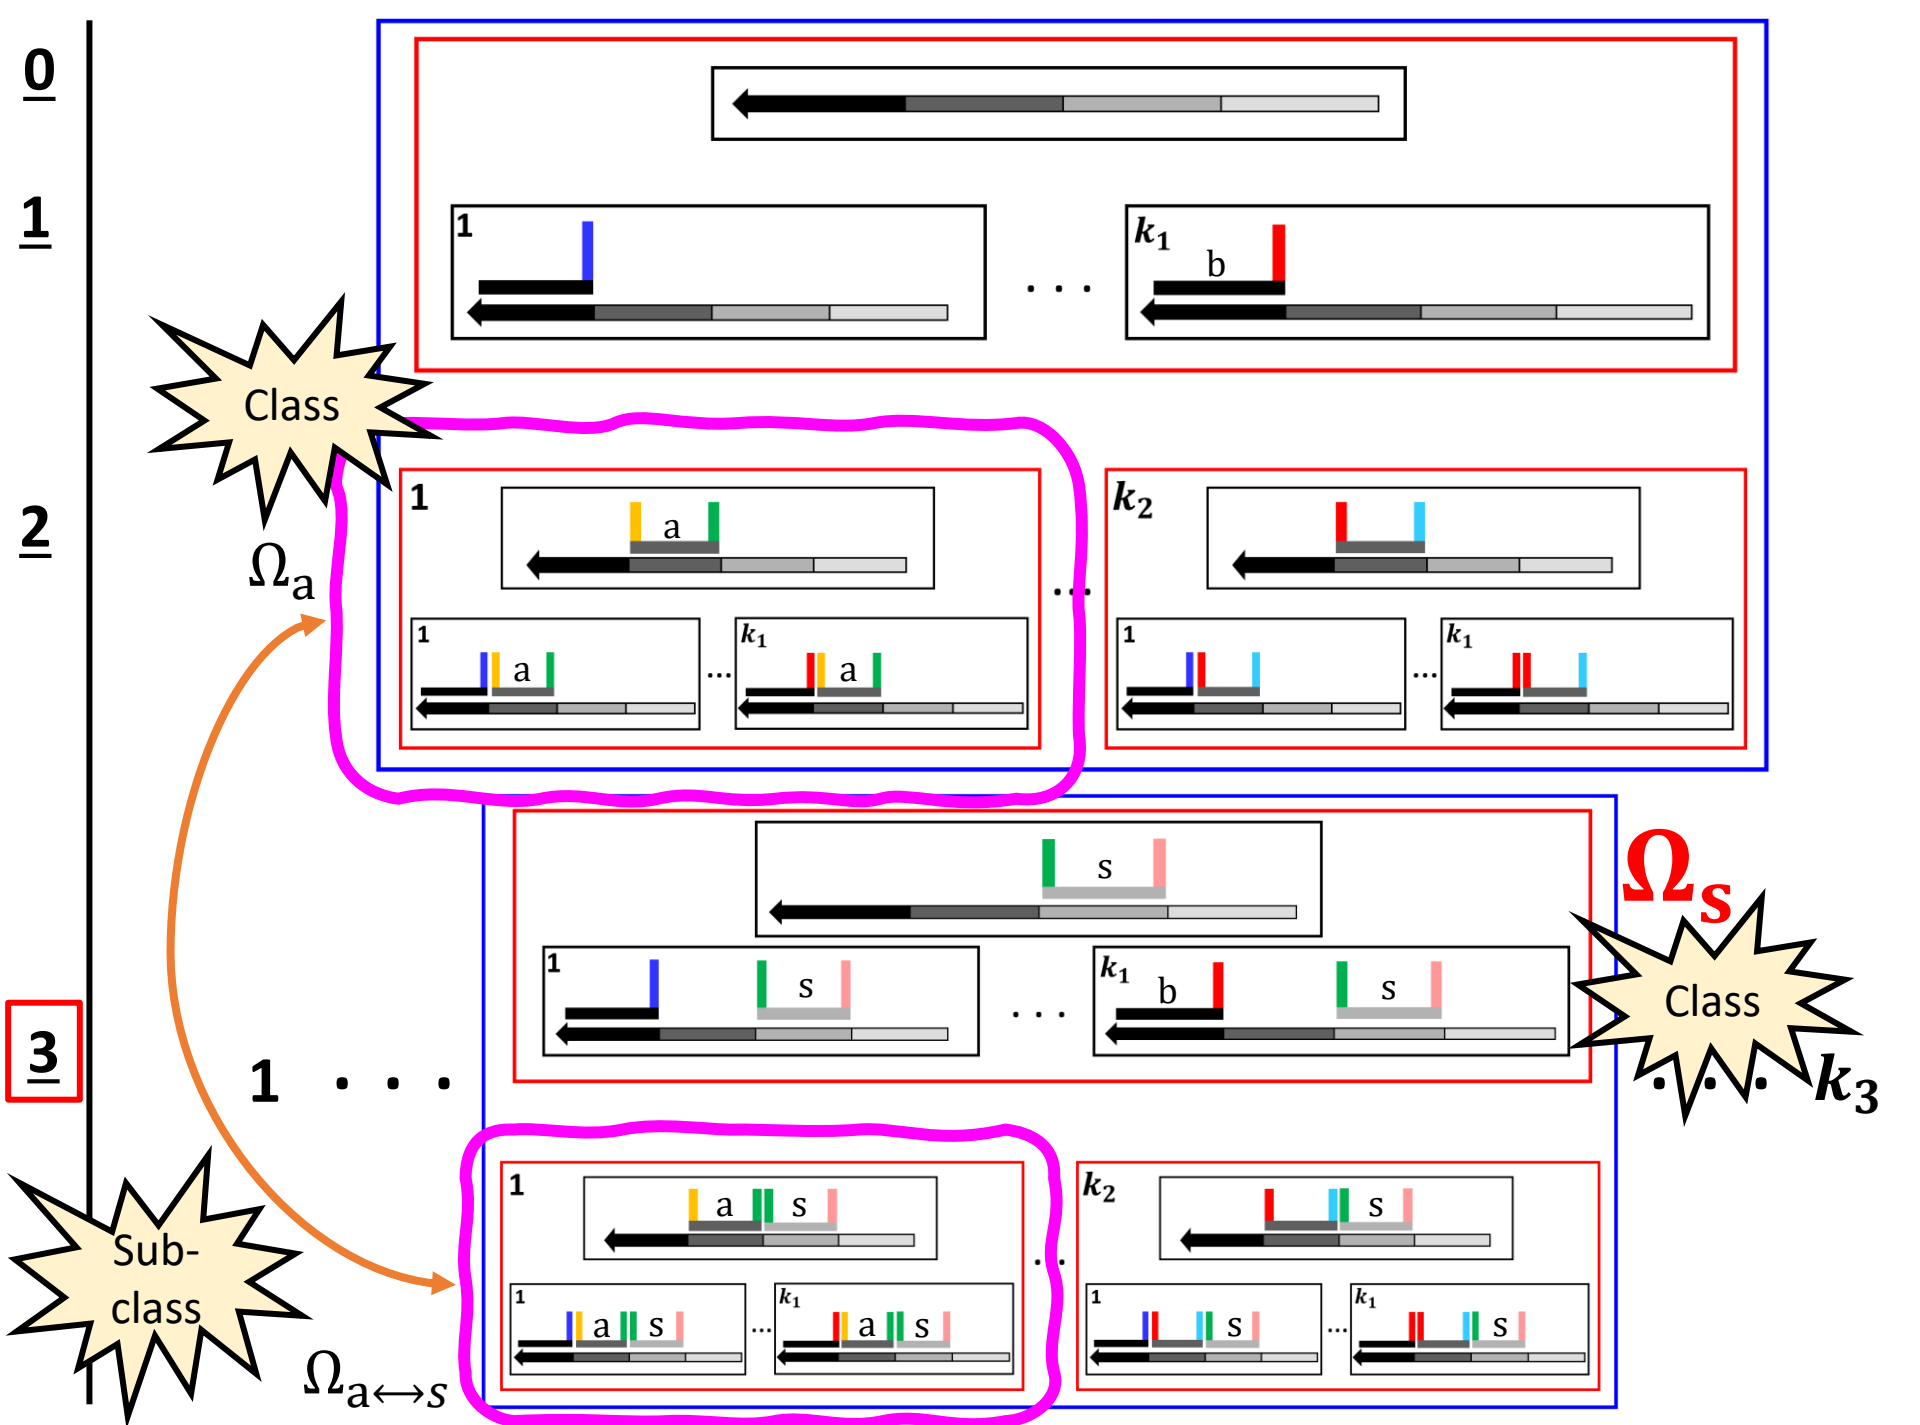 0
1
1
k₁
b
. . .
Class
2
Ωₐ
1
a
...
k₂
1
a
...
k₁
a
1
...
k₁
s
Ωₛ
1
s
. . .
k₁
b
s
Class
3
1 . . .
. . . k₃
1
a s
...
k₂
s
Sub-
class
1
a s
...
k₁
a s
1
s
...
k₁
s
Ωₐ↔ₛ